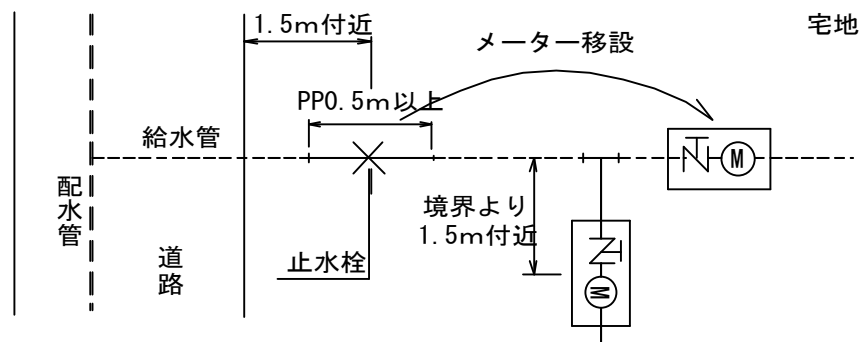 1.5m付近
宅地
メーター移設
PP0.5m以上
給水管
M
配水管
境界より
1.5m付近
道路
止水栓
M